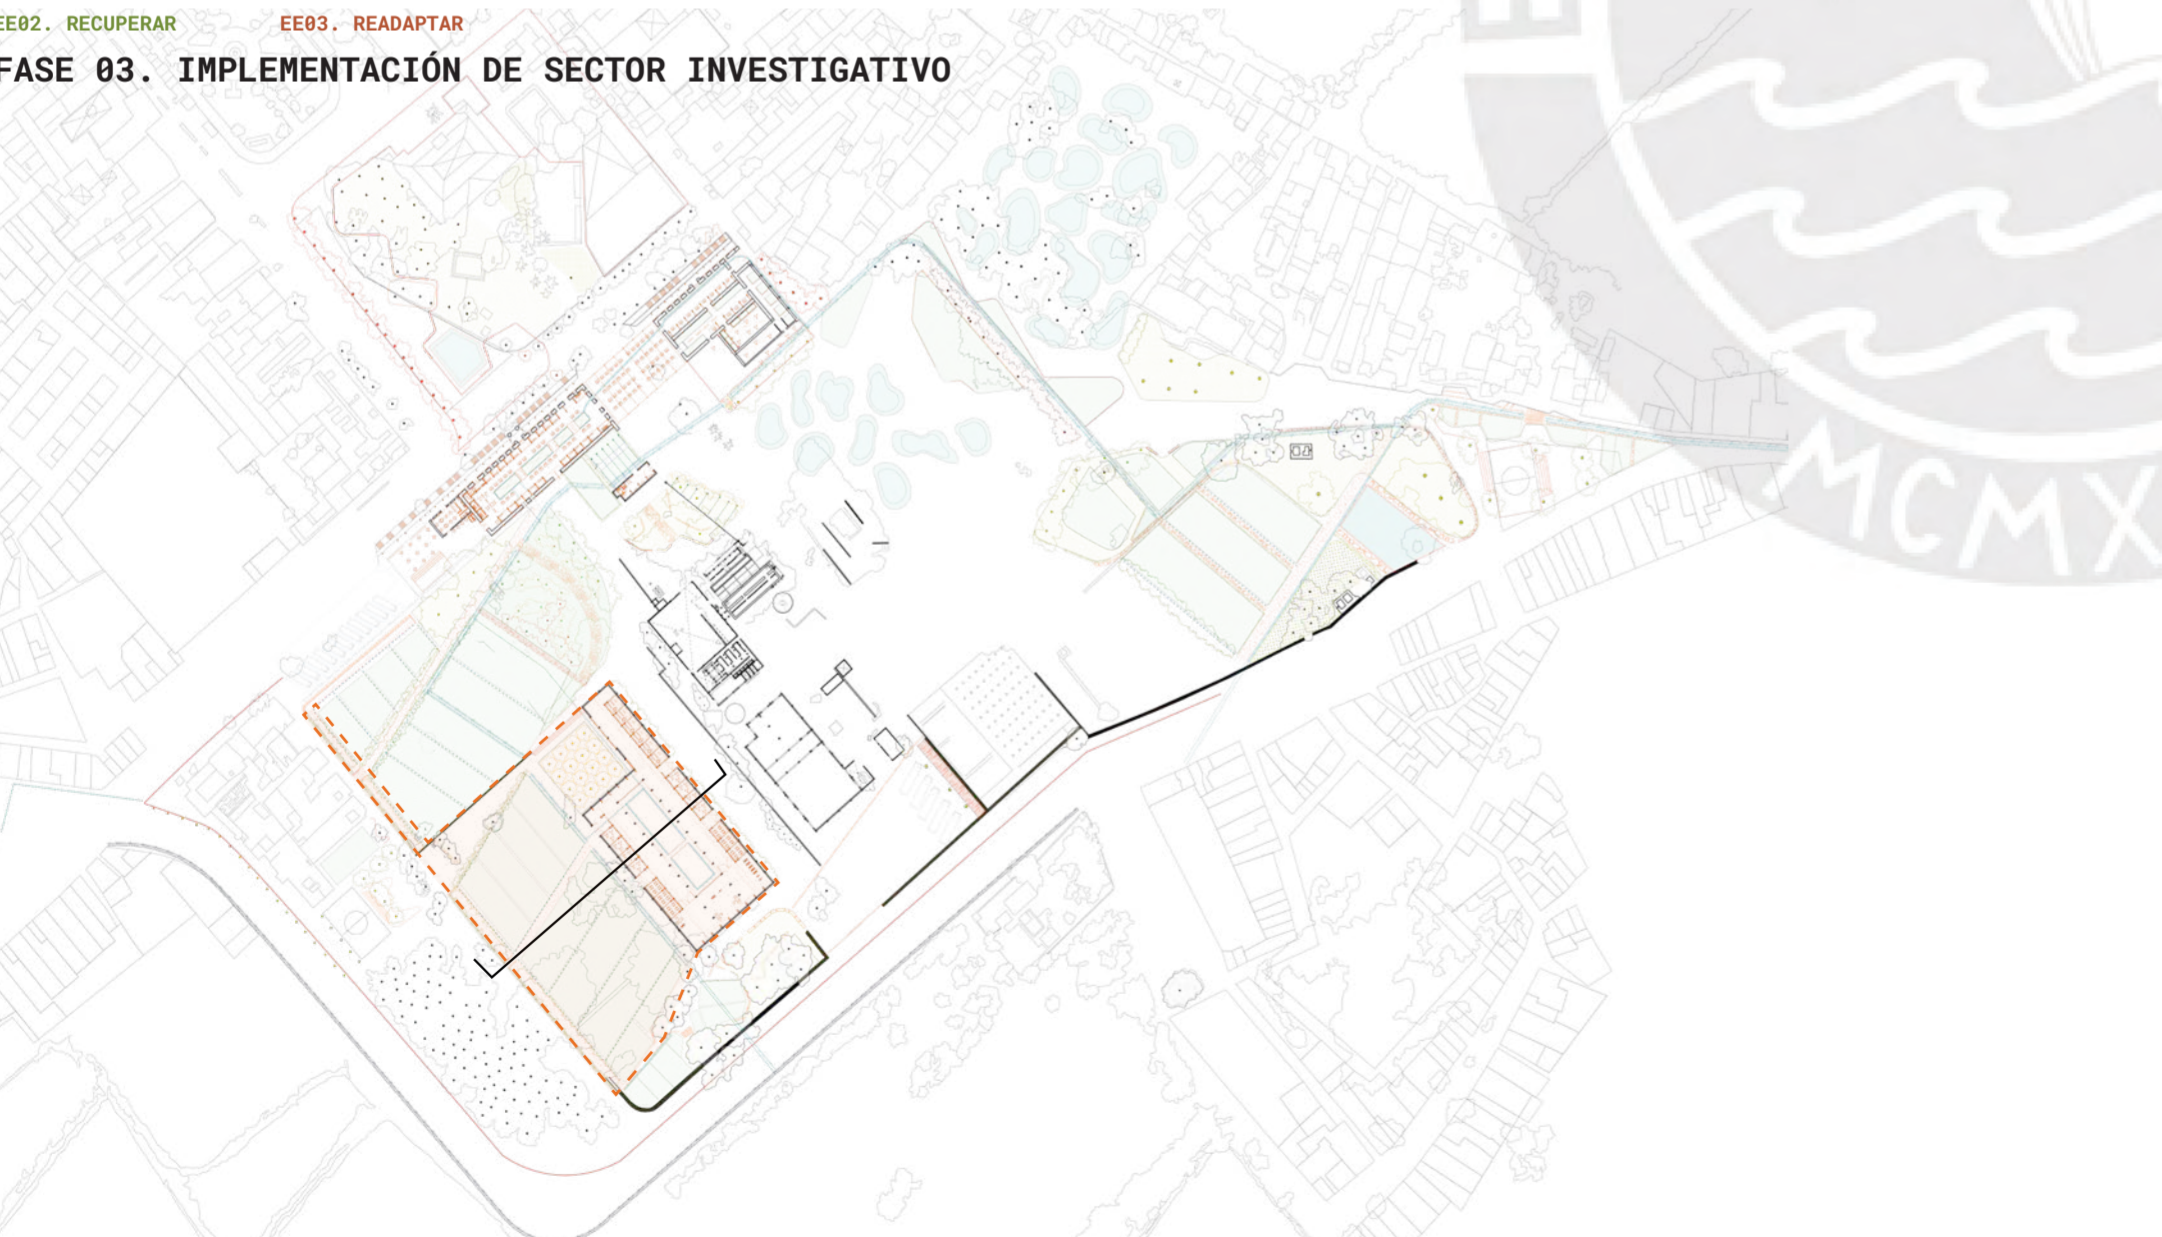 EE02. RECUPERAR EE03. READAPTAR
FASE 03. IMPLEMENTACIÓN DE SECTOR INVESTIGATIVO
MCMX